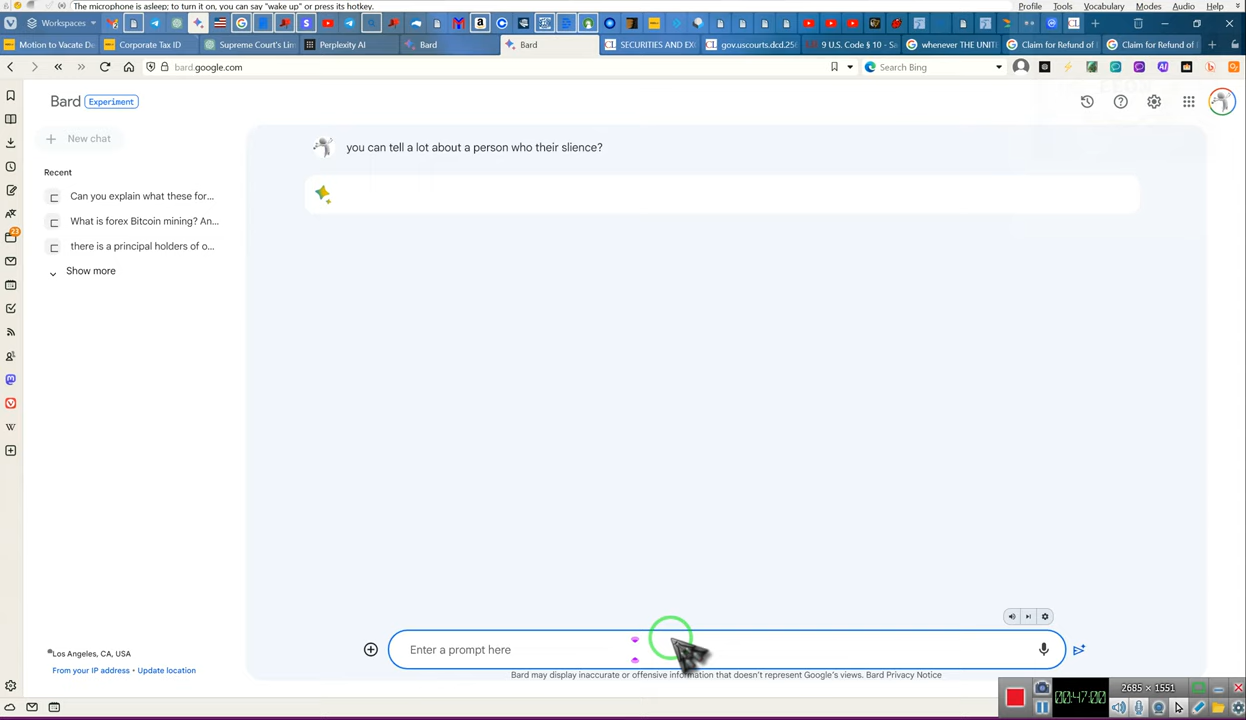 The microphone is asleep; to turn it on, you can say "wake up" or press its hotkey.
Profile Tools Vocabulary Modes Audio Help
Workspaces
Motion to Vacate De
Corporate Tax ID
Supreme Court's Lim
Perplexity AI
Bard
Bard
SECURITIES AND EX
gov.uscourts.dcd.256
9 U.S. Code § 10 - S
whenever THE UNIT
Claim for Refund of
Claim for Refund of
bard.google.com
Search Bing
Bard Experiment
New chat
Recent
Can you explain what these for...
What is forex Bitcoin mining? An...
there is a principal holders of o...
Show more
you can tell a lot about a person who their slience?
23
Enter a prompt here
Bard may display inaccurate or offensive information that doesn't represent Google's views. Bard Privacy Notice
Los Angeles, CA, USA
From your IP address • Update location
00:47:00
2685 × 1551